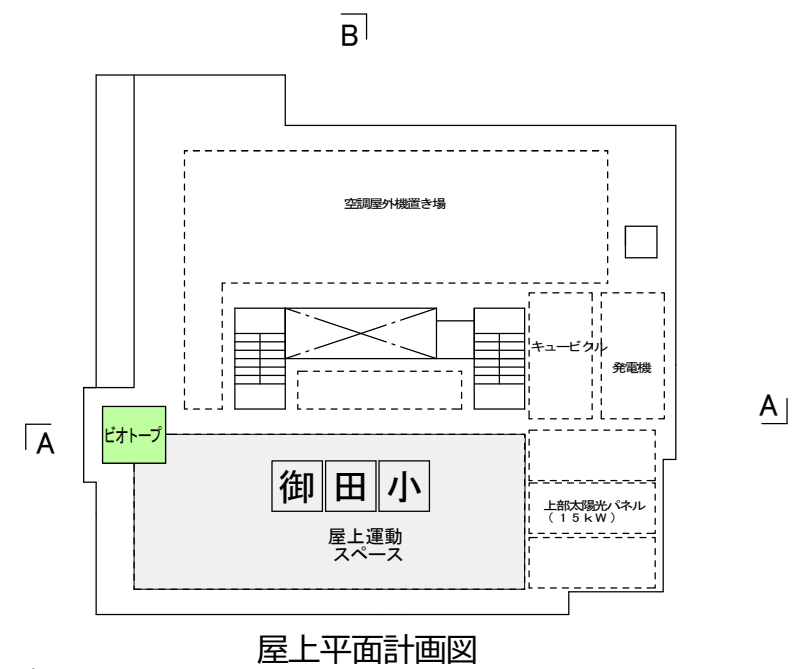 B
空調屋外機置き場
キュービクル
発電機
A
A
ビオトープ
御田小
屋上運動
スペース
上部太陽光パネル
(15kW)
屋上平面計画図